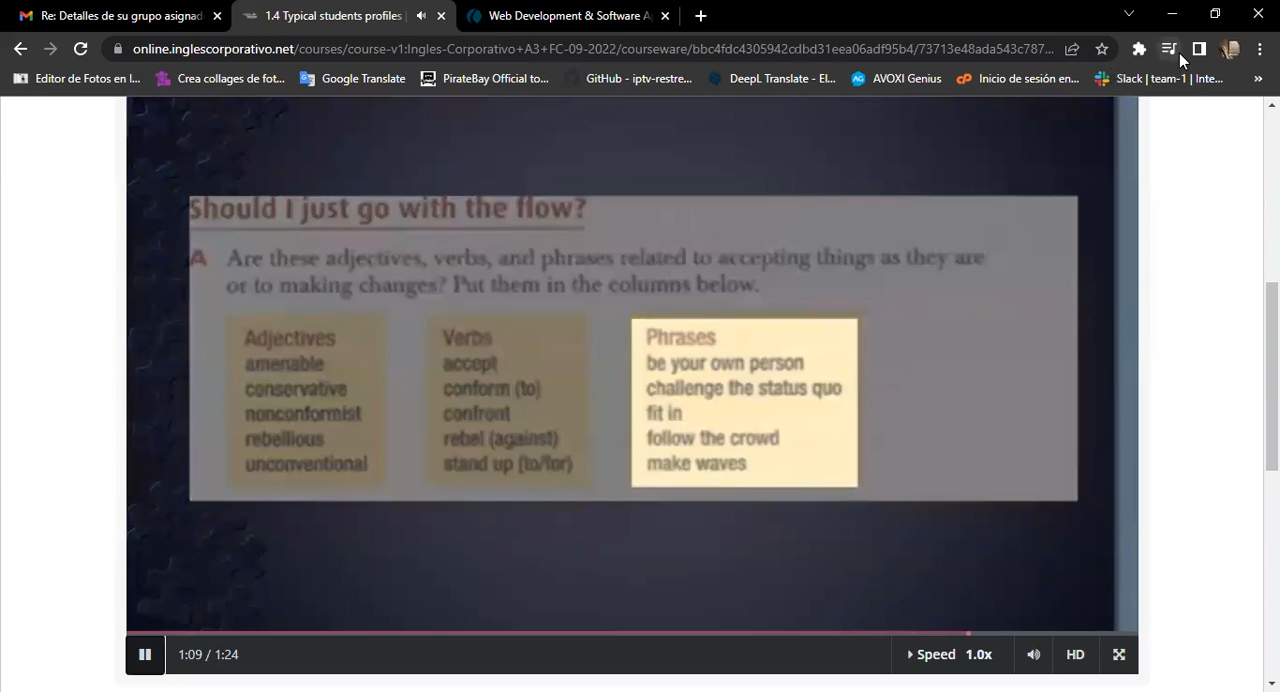 Re: Detalles de su grupo asignad
1.4 Typical students profiles
Web Development & Software A
online.inglescorporativo.net/courses/course-v1:Ingles-Corporativo+A3+FC-09-2022/courseware/bbc4fdc4305942cdbd31eea06adf95b4/73713e48ada543c787...
Editor de Fotos en l...
Crea collages de fot...
Google Translate
PirateBay Official to...
GitHub - iptv-restre...
DeepL Translate - El...
AVOXI Genius
Inicio de sesión en...
Slack | team-1 | Inte...
Should I just go with the flow?
A Are these adjectives, verbs, and phrases related to accepting things as they are
or to making changes? Put them in the columns below.
Adjectives
amenable
conservative
nonconformist
rebellious
unconventional
Verbs
accept
conform (to)
confront
rebel (against)
stand up (to/for)
Phrases
be your own person
challenge the status quo
fit in
follow the crowd
make waves
1:09 / 1:24
Speed 1.0x
HD